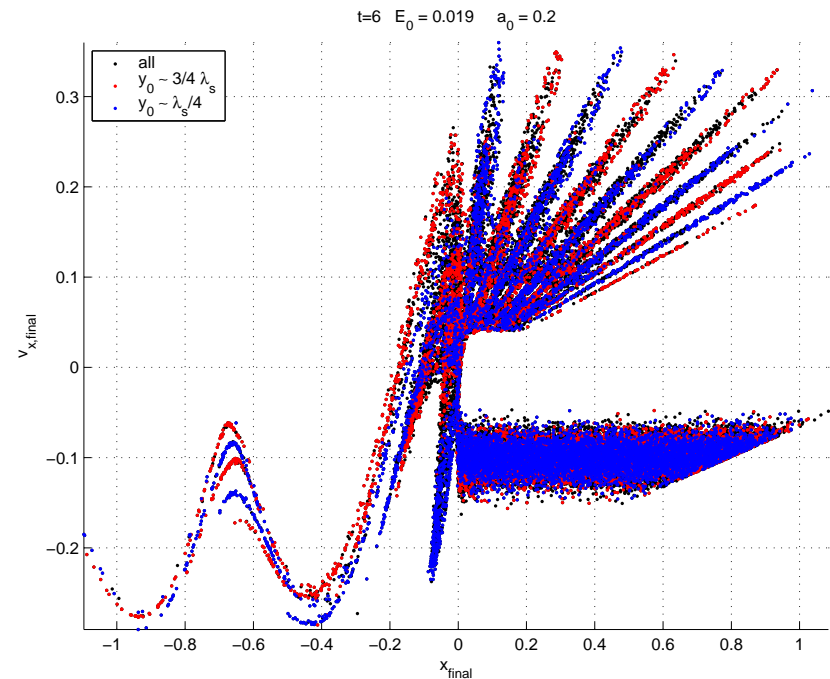 t=6 E₀ = 0.019 a₀ = 0.2
all
y₀ ~ 3/4 λₛ
y₀ ~ λₛ/4
0.3
0.2
0.1
0
−0.1
−0.2
v x,final
−1 −0.8 −0.6 −0.4 −0.2 0 0.2 0.4 0.6 0.8 1
x final